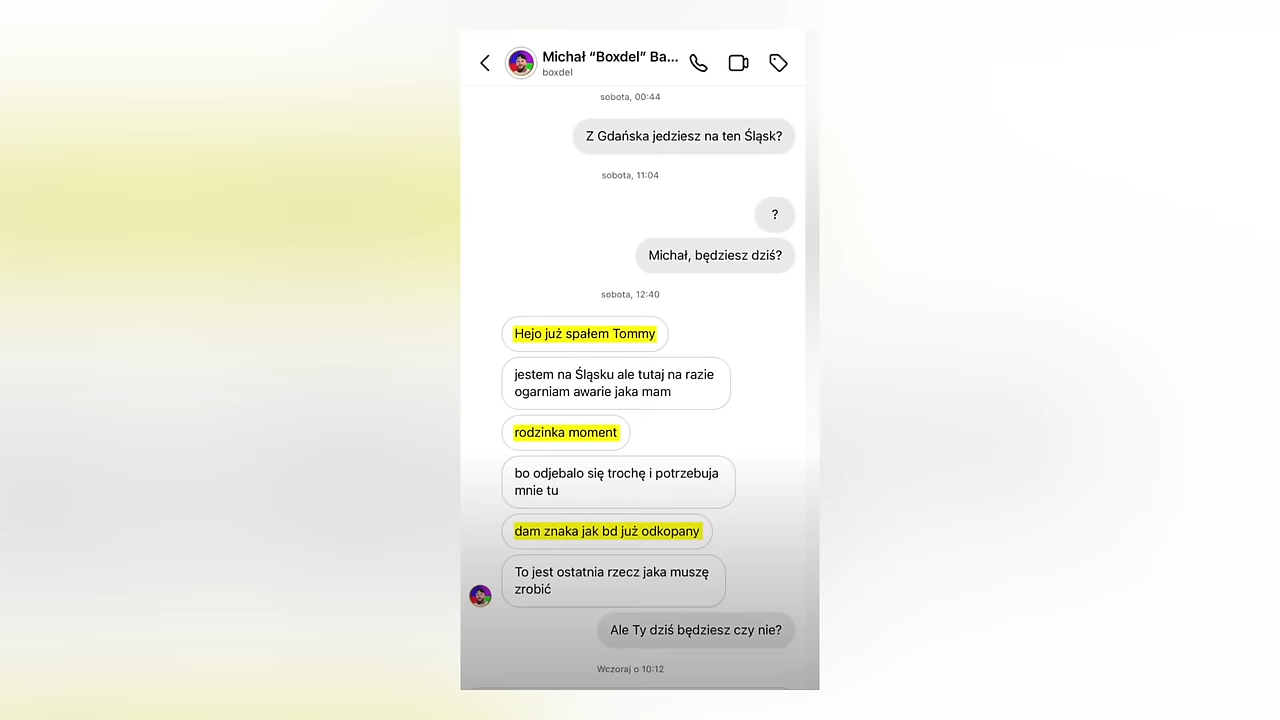 Michał “Boxdel” Ba...
boxdel
sobota, 00:44
Z Gdańska jedziesz na ten Śląsk?
sobota, 11:04
?
Michał, będziesz dziś?
sobota, 12:40
Hejo już spałem Tommy
jestem na Śląsku ale tutaj na razie
ogarniam awarie jaka mam
rodzinka moment
bo odjebalo się trochę i potrzebuja
mnie tu
dam znaka jak bd już odkopany
To jest ostatnia rzecz jaka muszę
zrobić
Ale Ty dziś będziesz czy nie?
Wczoraj o 10:12